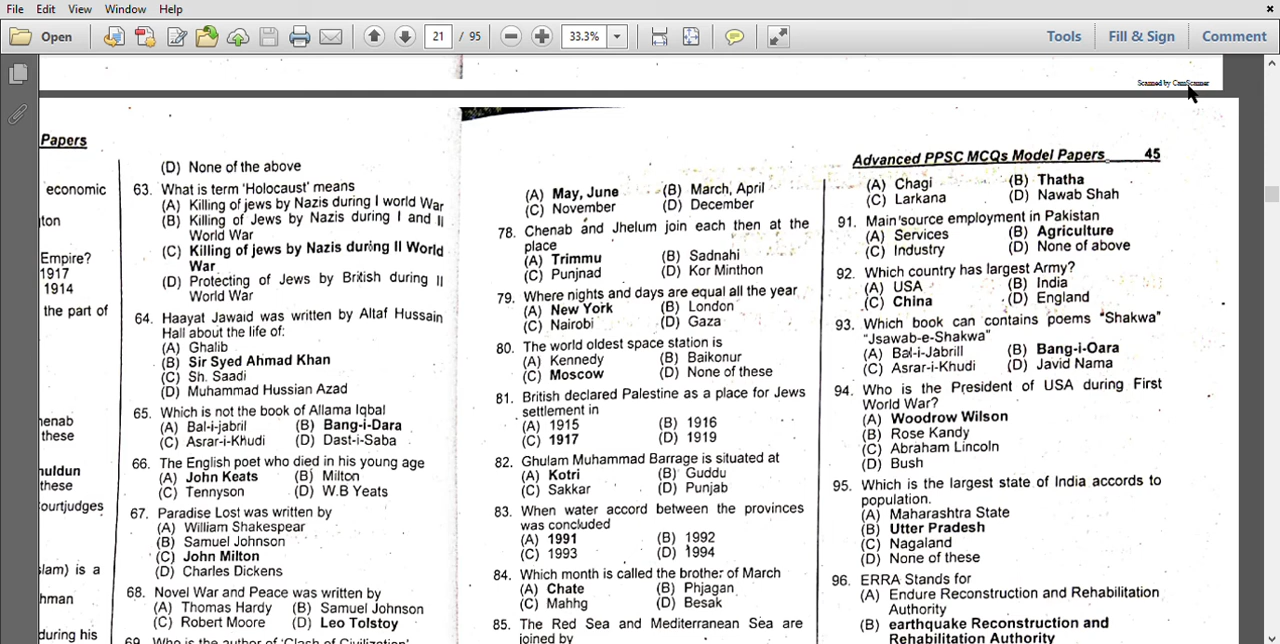 File Edit View Window Help ×
Open 21 / 95 33.3% Tools Fill & Sign Comment
Scanned by CamScanner
Papers
economic
ton
Empire?
1917
1914
the part of
henab
these
nuldun
these
ourtjudges
slam) is a
hman
during his
(D) None of the above
63. What is term 'Holocaust' means
(A) Killing of jews by Nazis during I world War
(B) Killing of Jews by Nazis during I and II
World War
(C) Killing of jews by Nazis during II World
War
(D) Protecting of Jews by British during II
World War
64. Haayat Jawaid was written by Altaf Hussain
Hall about the life of:
(A) Ghalib
(B) Sir Syed Ahmad Khan
(C) Sh. Saadi
(D) Muhammad Hussian Azad
65. Which is not the book of Allama Iqbal
(A) Bal-i-jabril (B) Bang-i-Dara
(C) Asrar-i-Khudi (D) Dast-i-Saba
66. The English poet who died in his young age
(A) John Keats (B) Milton
(C) Tennyson (D) W.B Yeats
67. Paradise Lost was written by
(A) William Shakespear
(B) Samuel Johnson
(C) John Milton
(D) Charles Dickens
68. Novel War and Peace was written by
(A) Thomas Hardy (B) Samuel Johnson
(C) Robert Moore (D) Leo Tolstoy
69. Who is the author of 'Clash of Civilization'
(A) May, June (B) March, April
(C) November (D) December
78. Chenab and Jhelum join each then at the
place
(A) Trimmu (B) Sadnahi
(C) Punjnad (D) Kor Minthon
79. Where nights and days are equal all the year
(A) New York (B) London
(C) Nairobi (D) Gaza
80. The world oldest space station is
(A) Kennedy (B) Baikonur
(C) Moscow (D) None of these
81. British declared Palestine as a place for Jews
settlement in
(A) 1915 (B) 1916
(C) 1917 (D) 1919
82. Ghulam Muhammad Barrage is situated at
(A) Kotri (B) Guddu
(C) Sakkar (D) Punjab
83. When water accord between the provinces
was concluded
(A) 1991 (B) 1992
(C) 1993 (D) 1994
84. Which month is called the brother of March
(A) Chate (B) Phjagan
(C) Mahhg (D) Besak
85. The Red Sea and Mediterranean Sea are
joined by
Advanced PPSC MCQs Model Papers 45
(A) Chagi (B) Thatha
(C) Larkana (D) Nawab Shah
91. Main source employment in Pakistan
(A) Services (B) Agriculture
(C) Industry (D) None of above
92. Which country has largest Army?
(A) USA (B) India
(C) China (D) England
93. Which book can contains poems "Shakwa"
"Jsawab-e-Shakwa"
(A) Bal-i-Jabrill (B) Bang-i-Oara
(C) Asrar-i-Khudi (D) Javid Nama
94. Who is the President of USA during First
World War?
(A) Woodrow Wilson
(B) Rose Kandy
(C) Abraham Lincoln
(D) Bush
95. Which is the largest state of India accords to
population.
(A) Maharashtra State
(B) Utter Pradesh
(C) Nagaland
(D) None of these
96. ERRA Stands for
(A) Endure Reconstruction and Rehabilitation
Authority
(B) earthquake Reconstruction and
Rehabilitation Authority